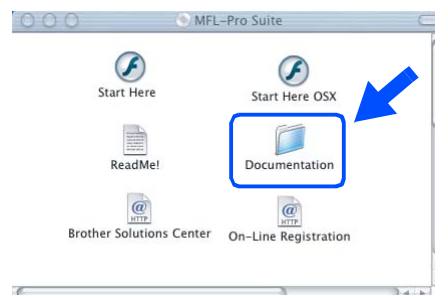 MFL-Pro Suite
Start Here
Start Here OSX
ReadMe!
Documentation
@
HTTP
@
HTTP
Brother Solutions Center
On-Line Registration